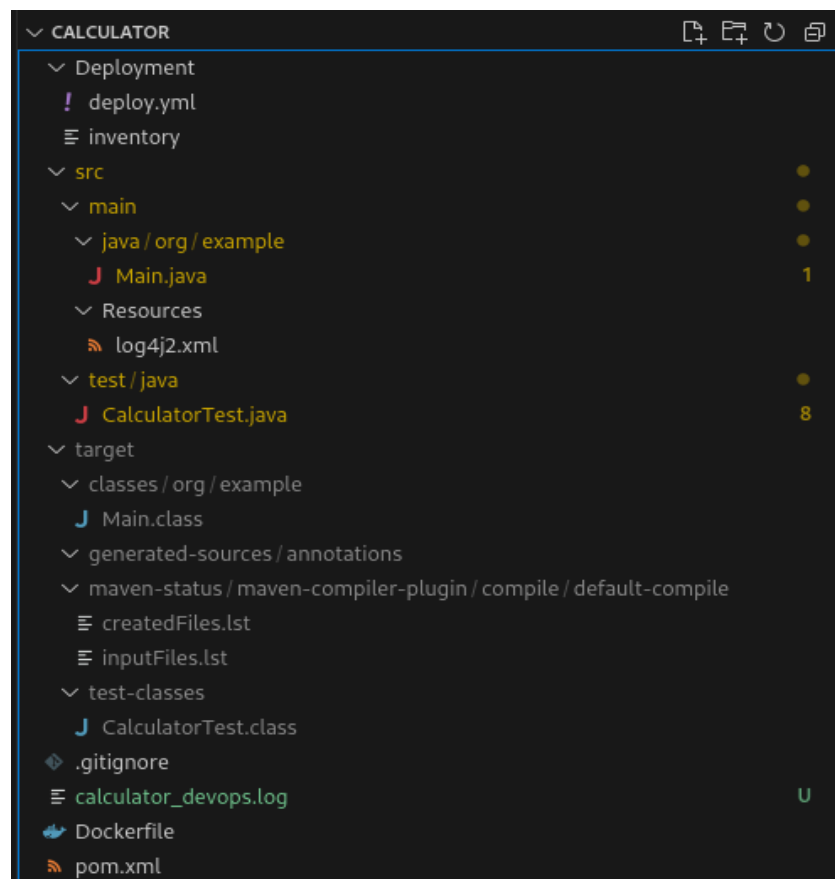 CALCULATOR
Deployment
! deploy.yml
inventory
src
main
java / org / example
J Main.java 1
Resources
log4j2.xml
test / java
J CalculatorTest.java 8
target
classes / org / example
J Main.class
generated-sources / annotations
maven-status / maven-compiler-plugin / compile / default-compile
createdFiles.lst
inputFiles.lst
test-classes
J CalculatorTest.class
.gitignore
calculator_devops.log U
Dockerfile
pom.xml